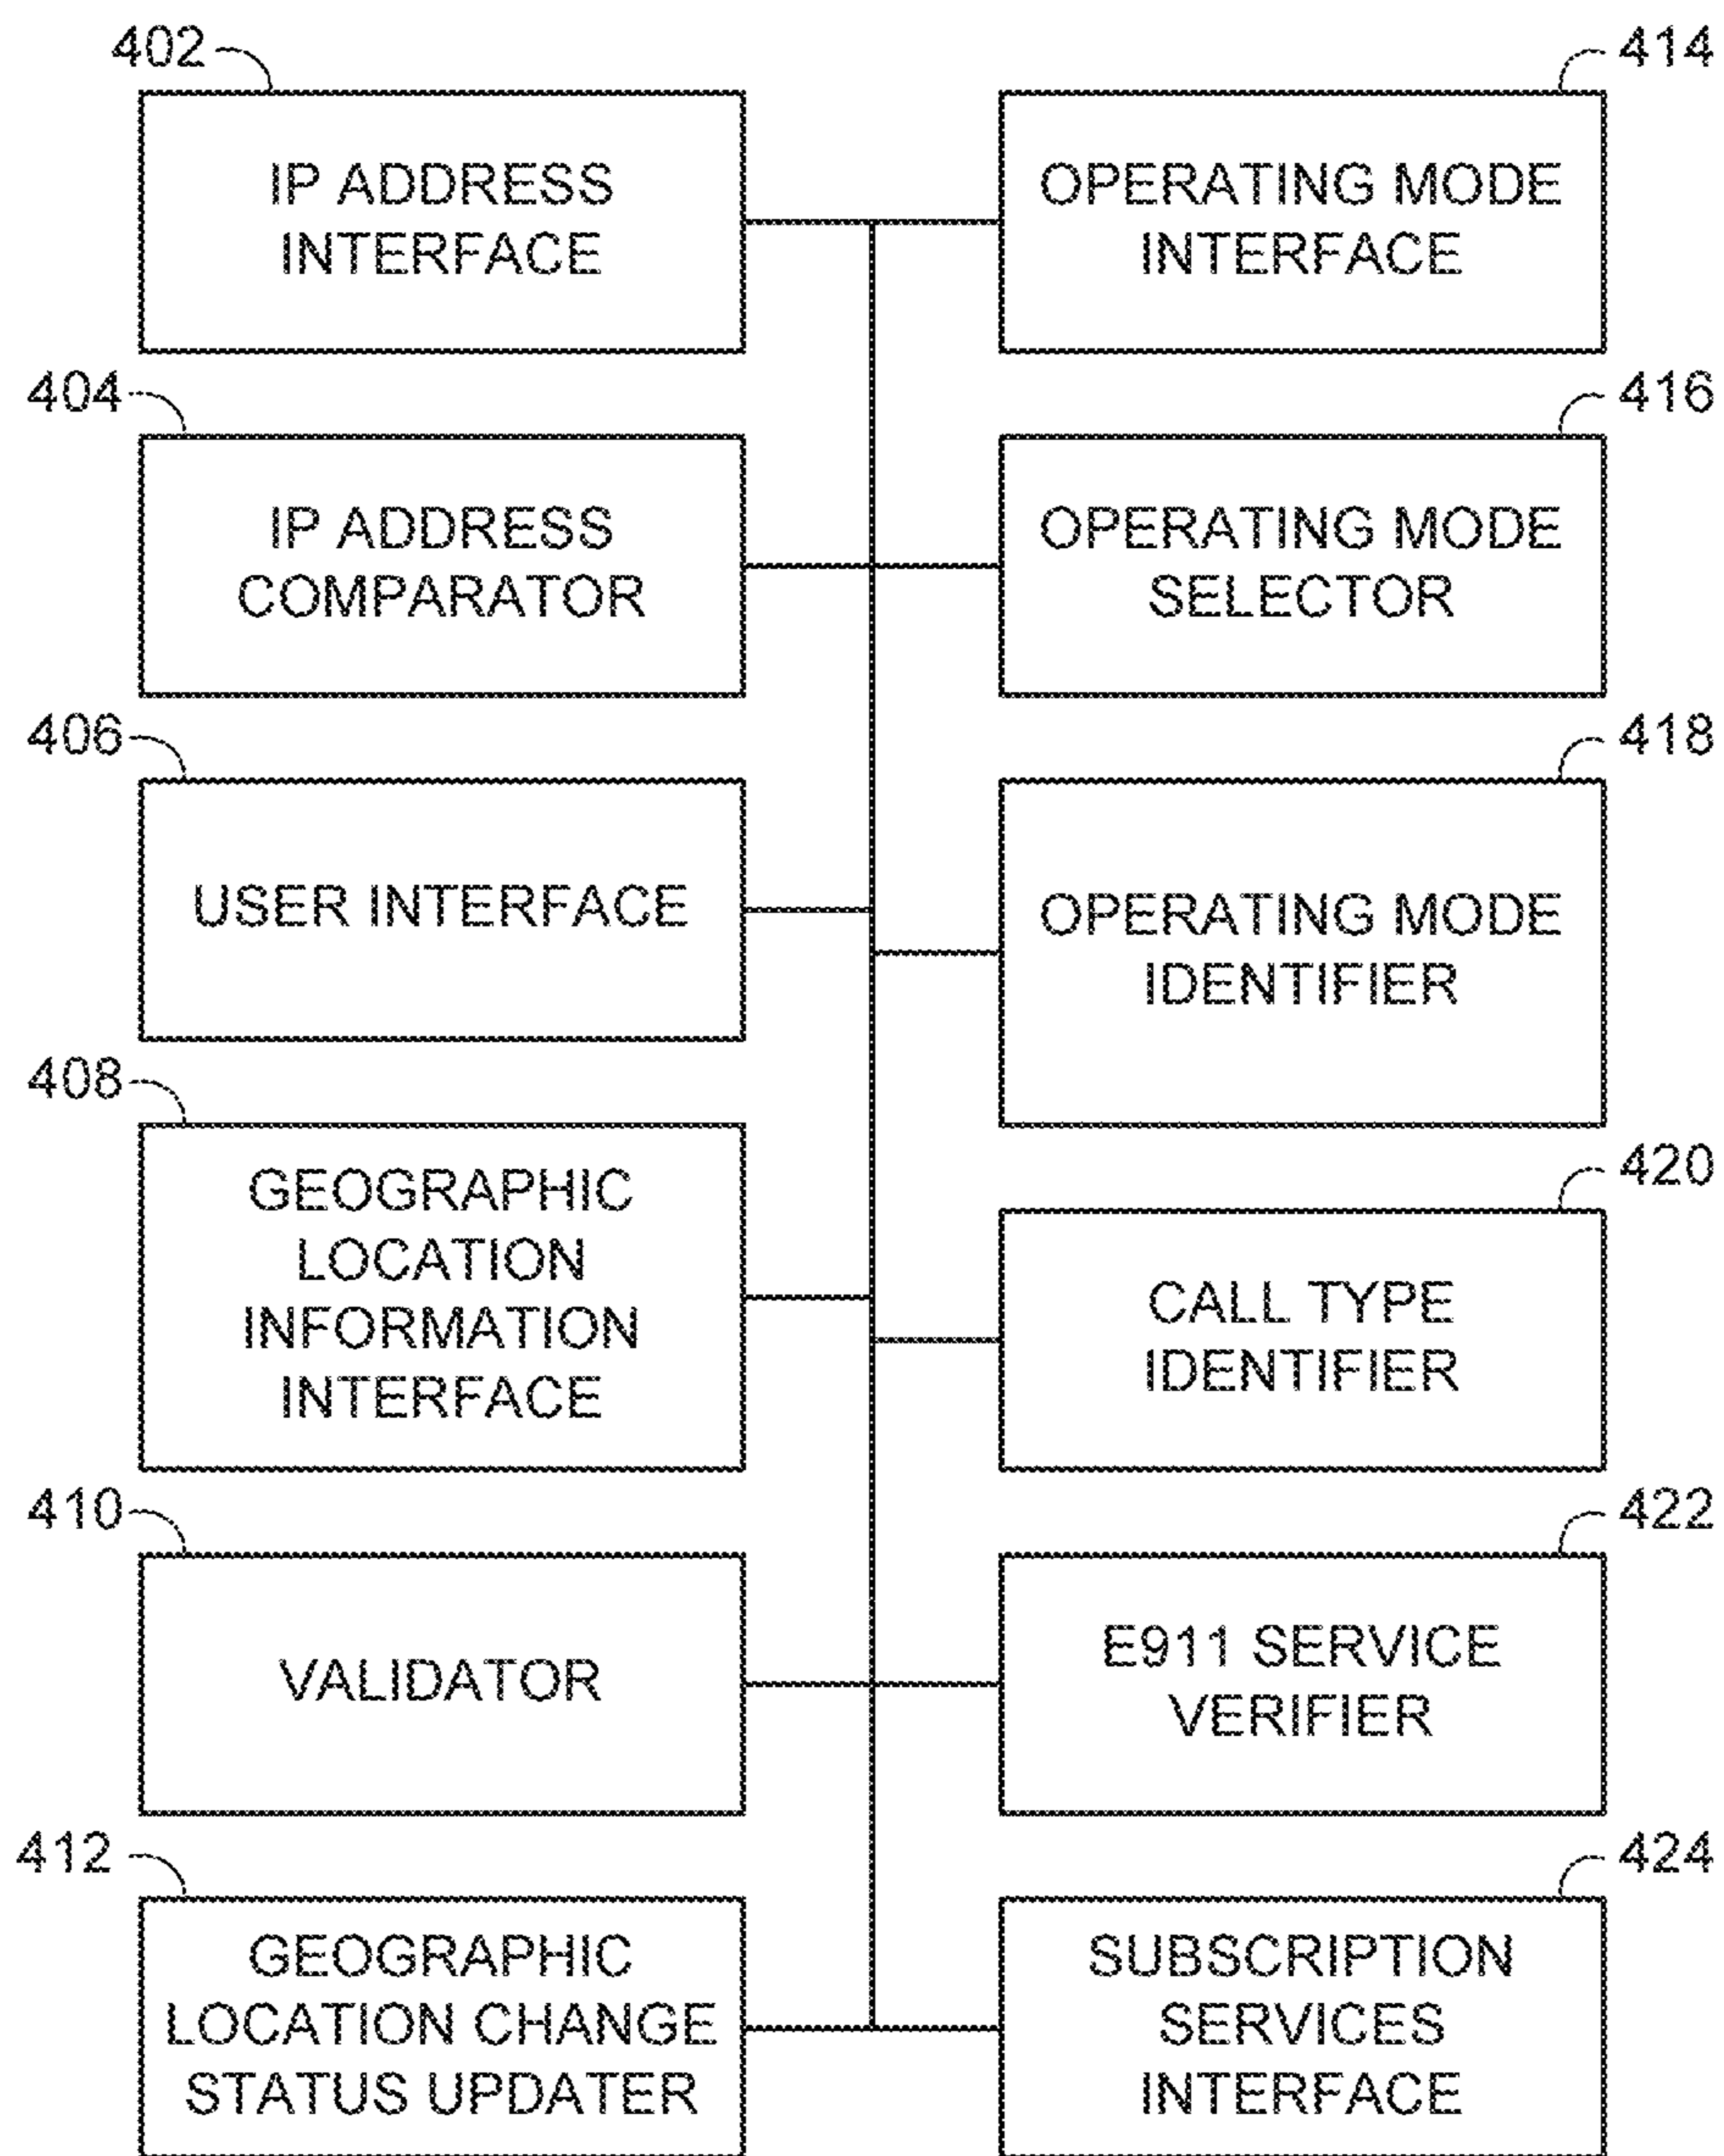 402
IP ADDRESS
INTERFACE
404
IP ADDRESS
COMPARATOR
406
USER INTERFACE
408
GEOGRAPHIC
LOCATION
INFORMATION
INTERFACE
410
VALIDATOR
412
GEOGRAPHIC
LOCATION CHANGE
STATUS UPDATER
414
OPERATING MODE
INTERFACE
416
OPERATING MODE
SELECTOR
418
OPERATING MODE
IDENTIFIER
420
CALL TYPE
IDENTIFIER
422
E911 SERVICE
VERIFIER
424
SUBSCRIPTION
SERVICES
INTERFACE